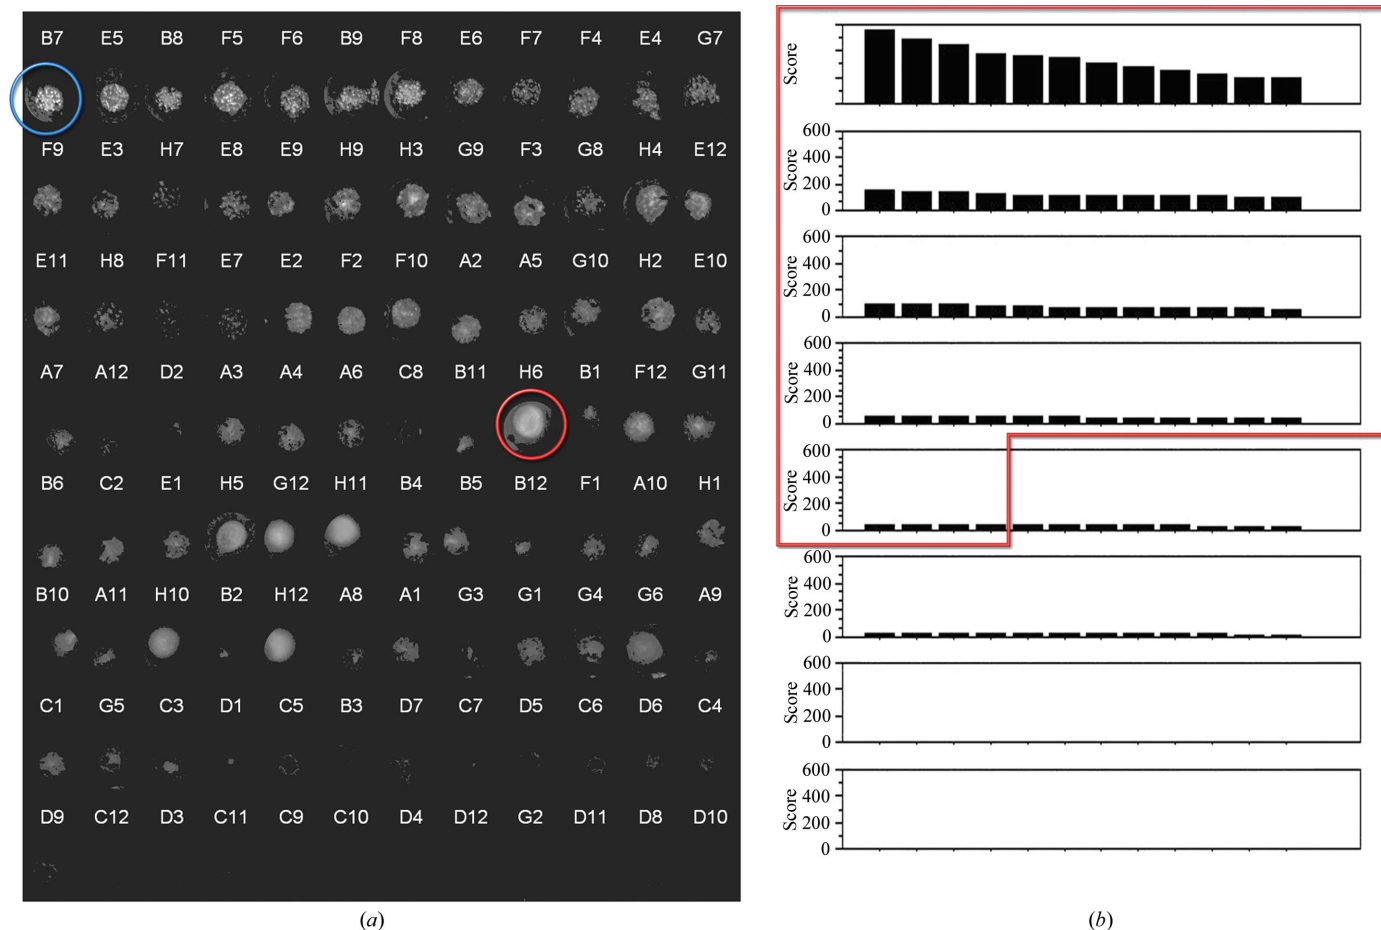 B7 E5 B8 F5 F6 B9 F8 E6 F7 F4 E4 G7
F9 E3 H7 E8 E9 H9 H3 G9 F3 G8 H4 E12
E11 H8 F11 E7 E2 F2 F10 A2 A5 G10 H2 E10
A7 A12 D2 A3 A4 A6 C8 B11 H6 B1 F12 G11
B6 C2 E1 H5 G12 H11 B4 B5 B12 F1 A10 H1
B10 A11 H10 B2 H12 A8 A1 G3 G1 G4 G6 A9
C1 G5 C3 D1 C5 B3 D7 C7 D5 C6 D6 C4
D9 C12 D3 C11 C9 C10 D4 D12 G2 D11 D8 D10
(a)
Score
Score
600
400
200
0
Score
600
400
200
0
Score
600
400
200
0
Score
600
400
200
0
Score
600
400
200
0
Score
600
400
200
0
Score
600
400
200
0
(b)